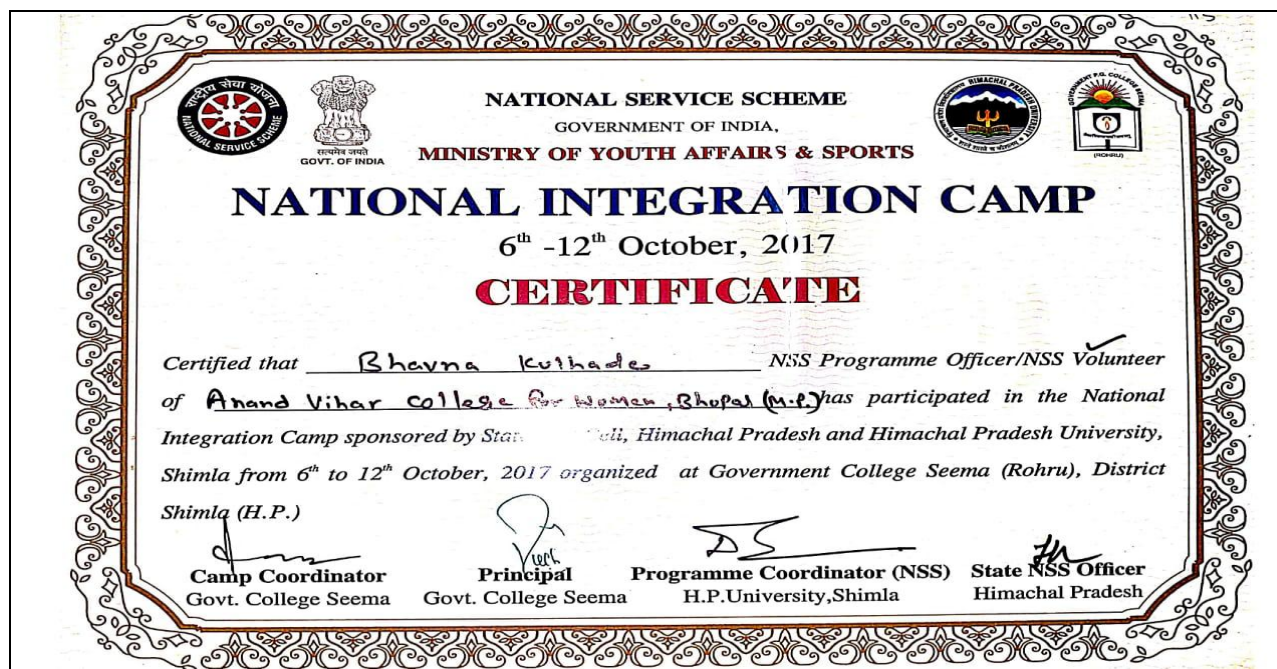 राष्ट्रीय सेवा योजना
NATIONAL SERVICE SCHEME
सत्यमेव जयते
GOVT. OF INDIA
NATIONAL SERVICE SCHEME
GOVERNMENT OF INDIA,
MINISTRY OF YOUTH AFFAIRS & SPORTS
HIMACHAL PRADESH UNIVERSITY
GOVERNMENT P.G. COLLEGE SEEMA
(ROHRU)
NATIONAL INTEGRATION CAMP
6th -12th October, 2017
CERTIFICATE
Certified that Bhavna Kulhade NSS Programme Officer/NSS Volunteer
of Anand Vihar college for Women, Bhopal (M.P.) has participated in the National
Integration Camp sponsored by Himachal Pradesh and Himachal Pradesh University,
Shimla from 6th to 12th October, 2017 organized at Government College Seema (Rohru), District
Shimla (H.P.)
Camp Coordinator
Govt. College Seema
Principal
Govt. College Seema
Programme Coordinator (NSS)
H.P.University,Shimla
State NSS Officer
Himachal Pradesh